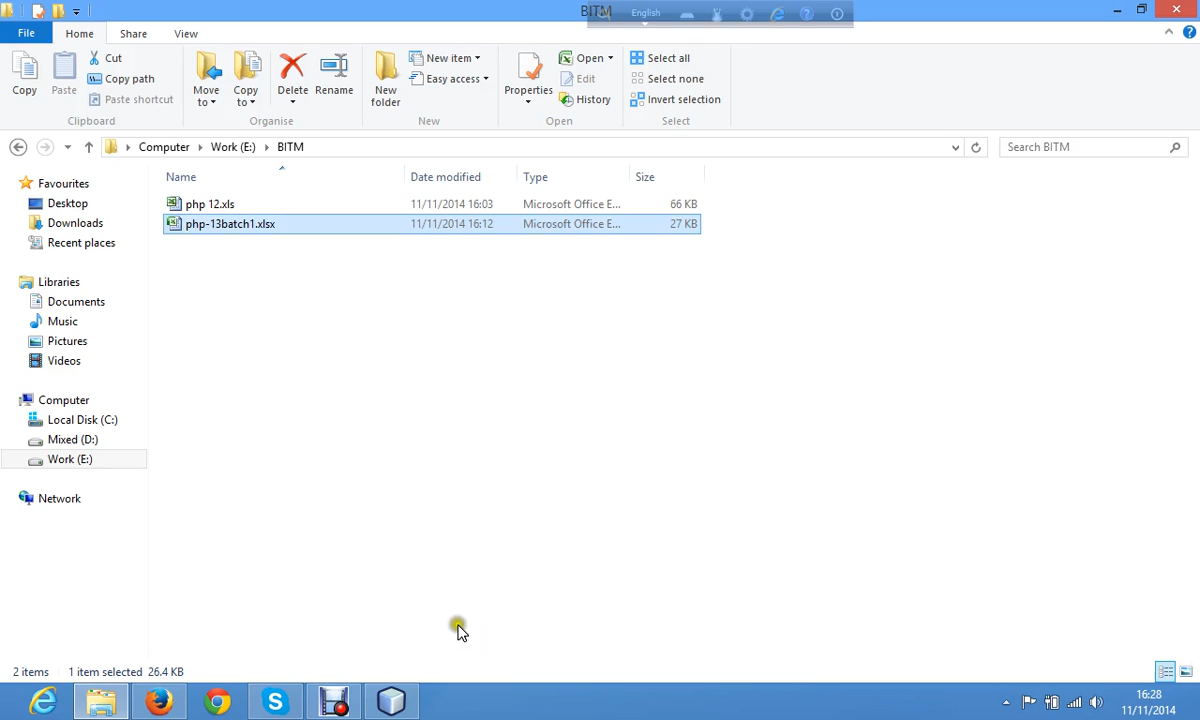 BITM
English
File
Home
Share
View
Copy
Paste
Cut
Copy path
Paste shortcut
Clipboard
Move to
Copy to
Delete
Rename
Organise
New folder
New item
Easy access
New
Properties
Open
Edit
History
Open
Select all
Select none
Invert selection
Select
Computer Work (E:) BITM
Search BITM
Name Date modified Type Size
php 12.xls 11/11/2014 16:03 Microsoft Office E... 66 KB
php-13batch1.xlsx 11/11/2014 16:12 Microsoft Office E... 27 KB
Favourites
Desktop
Downloads
Recent places
Libraries
Documents
Music
Pictures
Videos
Computer
Local Disk (C:)
Mixed (D:)
Work (E:)
Network
2 items 1 item selected 26.4 KB
16:28
11/11/2014